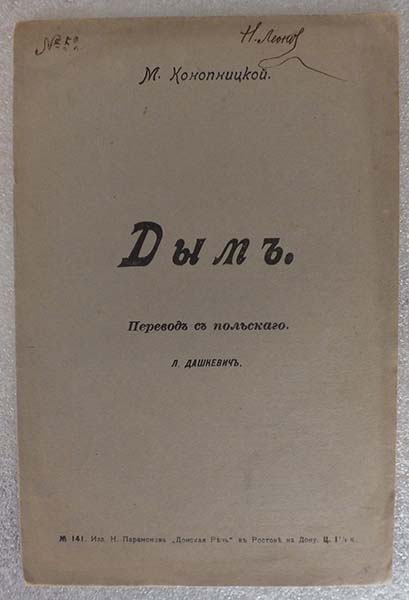 № 52
Н. Леонов
М. Конопницкой.
Дымъ.
Переводъ съ польскаго.
Л. ДАШКЕВИЧЪ.
№ 141. Изд. Н. Парамонова „Донская Рѣчь" въ Ростовѣ на Дону. Ц. 1½ к.